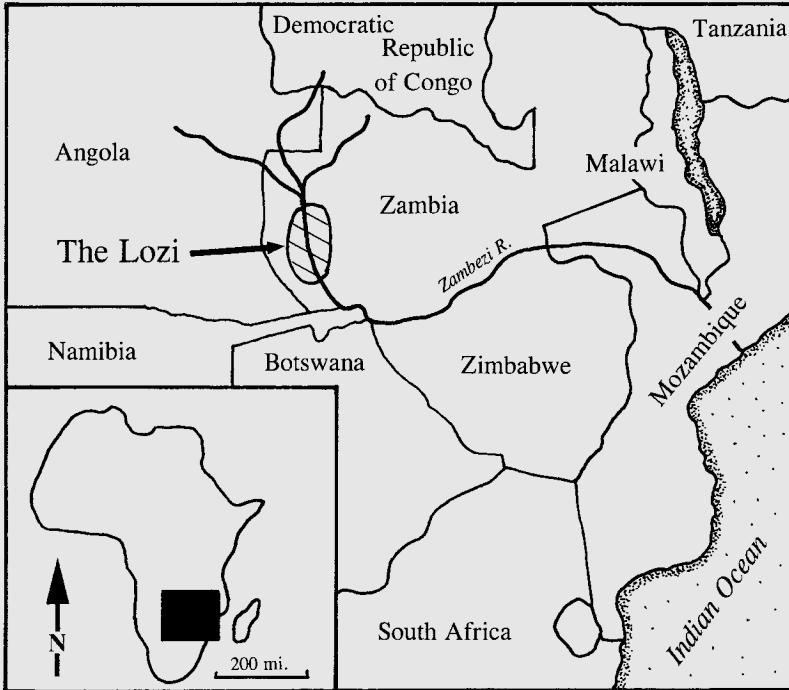 Democratic
Republic
of Congo
Tanzania
Angola
Malawi
Zambia
The Lozi
Zambezi R.
Namibia
Botswana
Zimbabwe
Mozambique
South Africa
Indian Ocean
N
200 mi.